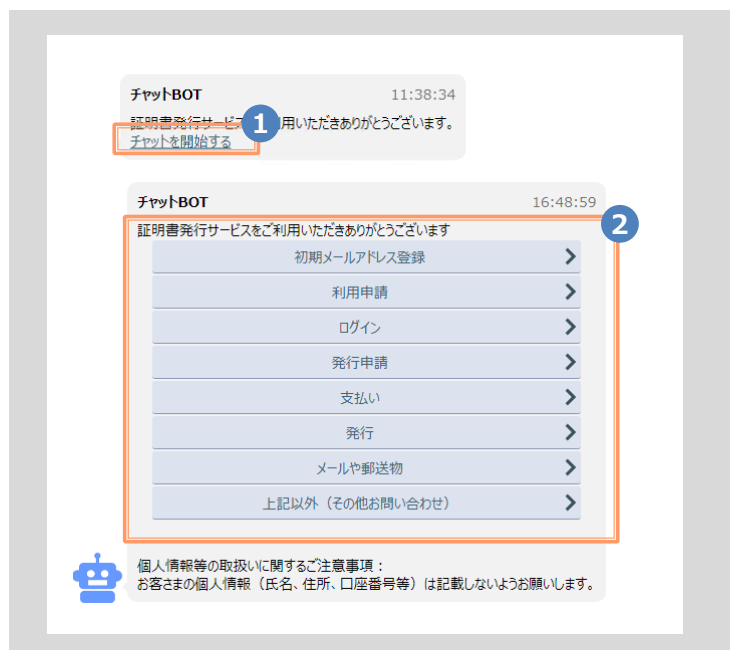 チャットBOT 11:38:34
証明書発行サービス 用いただきありがとうございます。
チャットを開始する
1
チャットBOT 16:48:59
2
証明書発行サービスをご利用いただきありがとうございます
初期メールアドレス登録
利用申請
ログイン
発行申請
支払い
発行
メールや郵送物
上記以外（その他お問い合わせ）
個人情報等の取扱いに関するご注意事項：
お客さまの個人情報（氏名、住所、口座番号等）は記載しないようお願いします。